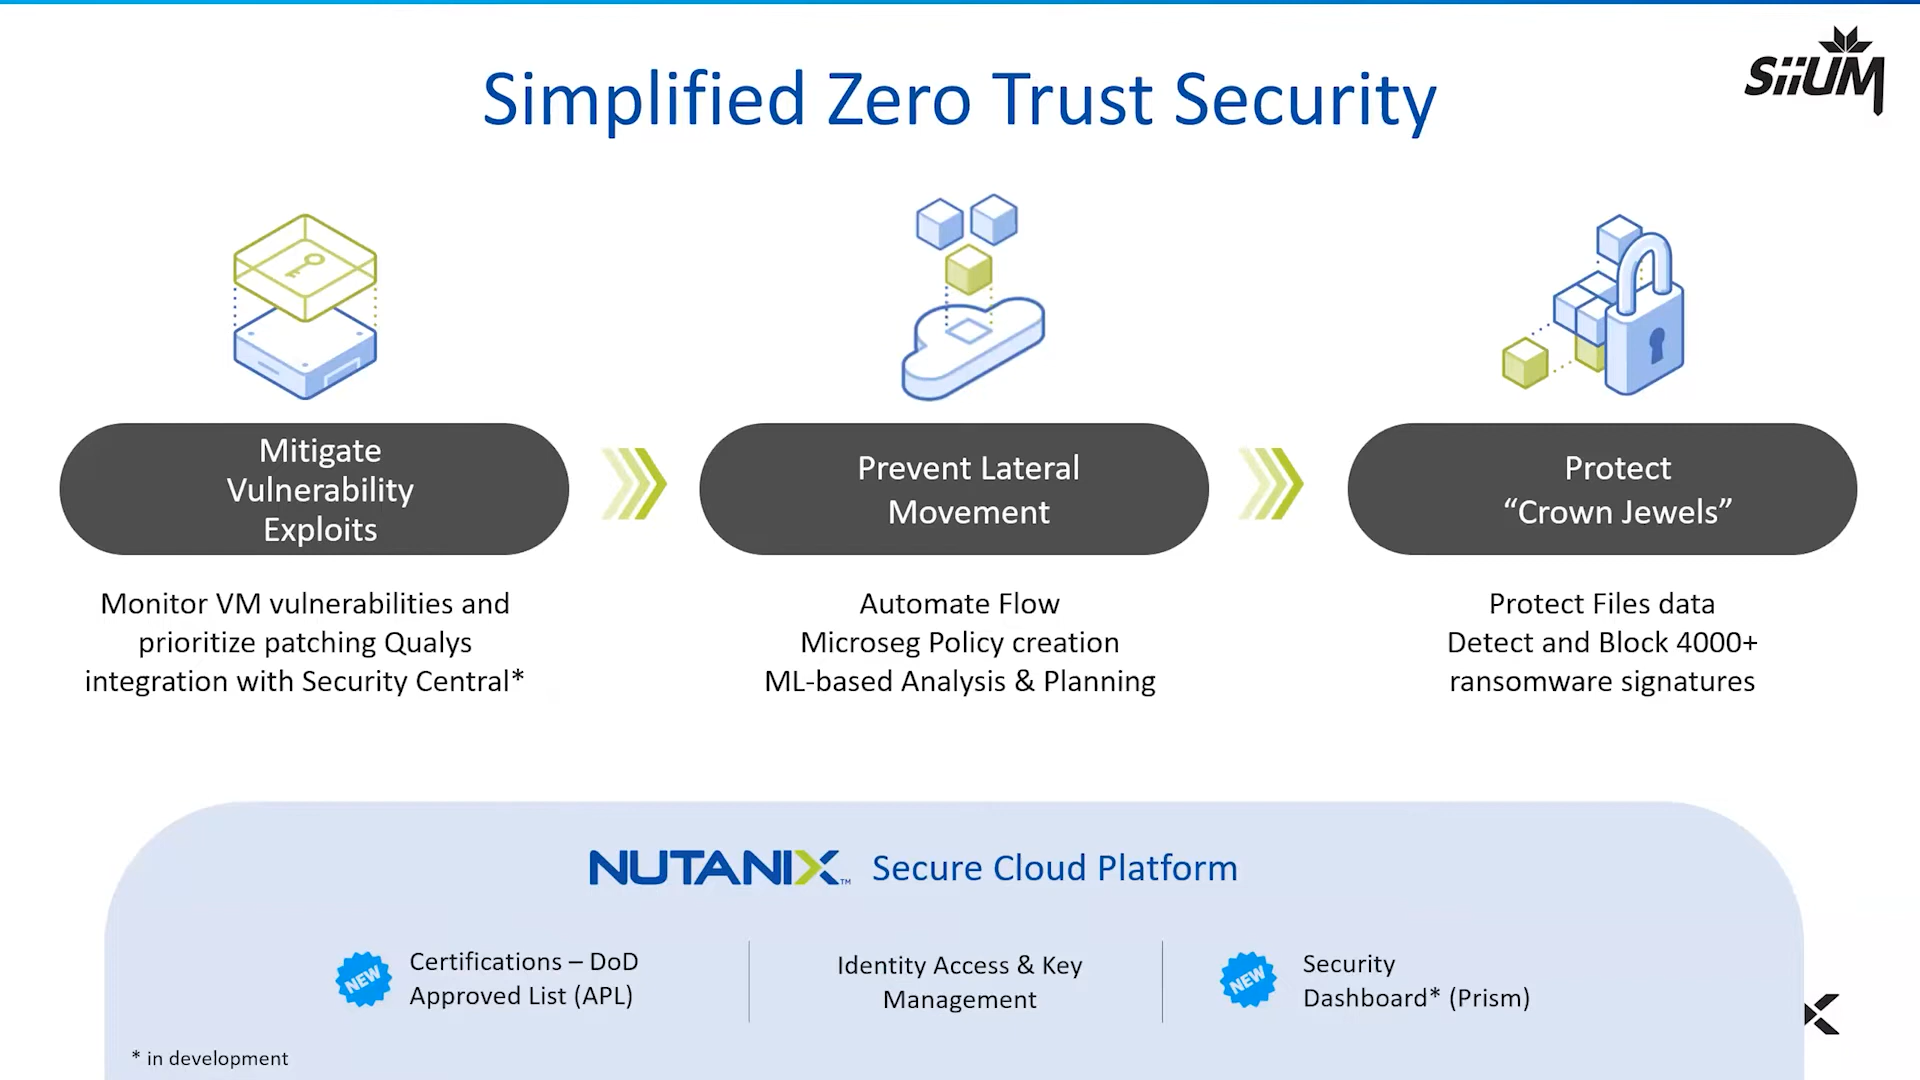 Simplified Zero Trust Security
SiiUM
Mitigate
Vulnerability
Exploits
Monitor VM vulnerabilities and
prioritize patching Qualys
integration with Security Central*
Prevent Lateral
Movement
Automate Flow
Microseg Policy creation
ML-based Analysis & Planning
Protect
“Crown Jewels”
Protect Files data
Detect and Block 4000+
ransomware signatures
NUTANIX™ Secure Cloud Platform
NEW
Certifications – DoD
Approved List (APL)
Identity Access & Key
Management
NEW
Security
Dashboard* (Prism)
* in development